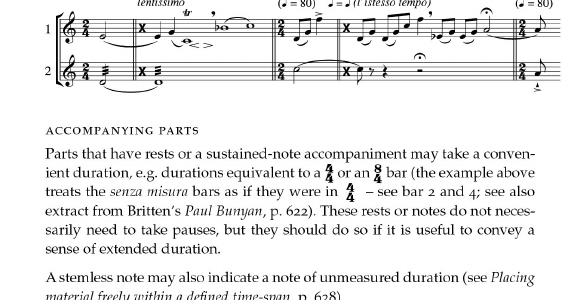 lentissimo (♩ = 80) ♩ = ♩ (l'istesso tempo) (♩ = 80)
1
2
ACCOMPANYING PARTS
Parts that have rests or a sustained-note accompaniment may take a conven-
ient duration, e.g. durations equivalent to a 4/4 or an 8/4 bar (the example above
treats the senza misura bars as if they were in 4/4 – see bar 2 and 4; see also
extract from Britten's Paul Bunyan, p. 622). These rests or notes do not neces-
sarily need to take pauses, but they should do so if it is useful to convey a
sense of extended duration.
A stemless note may also indicate a note of unmeasured duration (see Placing
material freely within a defined time-span, p. 628)